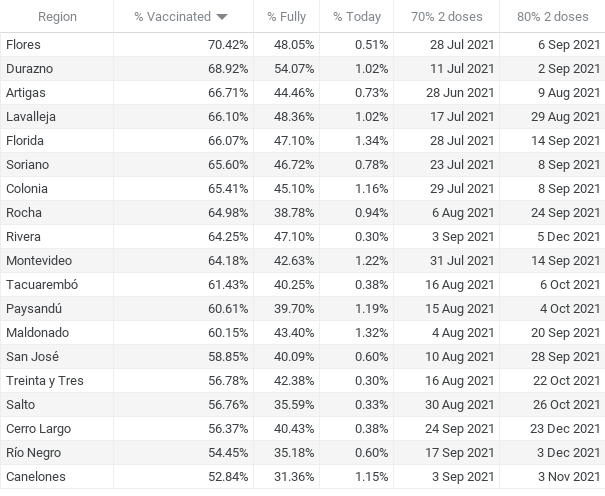 Region % Vaccinated % Fully % Today 70% 2 doses 80% 2 doses
Flores 70.42% 48.05% 0.51% 28 Jul 2021 6 Sep 2021
Durazno 68.92% 54.07% 1.02% 11 Jul 2021 2 Sep 2021
Artigas 66.71% 44.46% 0.73% 28 Jun 2021 9 Aug 2021
Lavalleja 66.10% 48.36% 1.02% 17 Jul 2021 29 Aug 2021
Florida 66.07% 47.10% 1.34% 28 Jul 2021 14 Sep 2021
Soriano 65.60% 46.72% 0.78% 23 Jul 2021 8 Sep 2021
Colonia 65.41% 45.10% 1.16% 29 Jul 2021 8 Sep 2021
Rocha 64.98% 38.78% 0.94% 6 Aug 2021 24 Sep 2021
Rivera 64.25% 47.10% 0.30% 3 Sep 2021 5 Dec 2021
Montevideo 64.18% 42.63% 1.22% 31 Jul 2021 14 Sep 2021
Tacuarembó 61.43% 40.25% 0.38% 16 Aug 2021 6 Oct 2021
Paysandú 60.61% 39.70% 1.19% 15 Aug 2021 4 Oct 2021
Maldonado 60.15% 43.40% 1.32% 4 Aug 2021 20 Sep 2021
San José 58.85% 40.09% 0.60% 10 Aug 2021 28 Sep 2021
Treinta y Tres 56.78% 42.38% 0.30% 16 Aug 2021 22 Oct 2021
Salto 56.76% 35.59% 0.33% 30 Aug 2021 26 Oct 2021
Cerro Largo 56.37% 40.43% 0.38% 24 Sep 2021 23 Dec 2021
Río Negro 54.45% 35.18% 0.60% 17 Sep 2021 3 Dec 2021
Canelones 52.84% 31.36% 1.15% 3 Sep 2021 3 Nov 2021